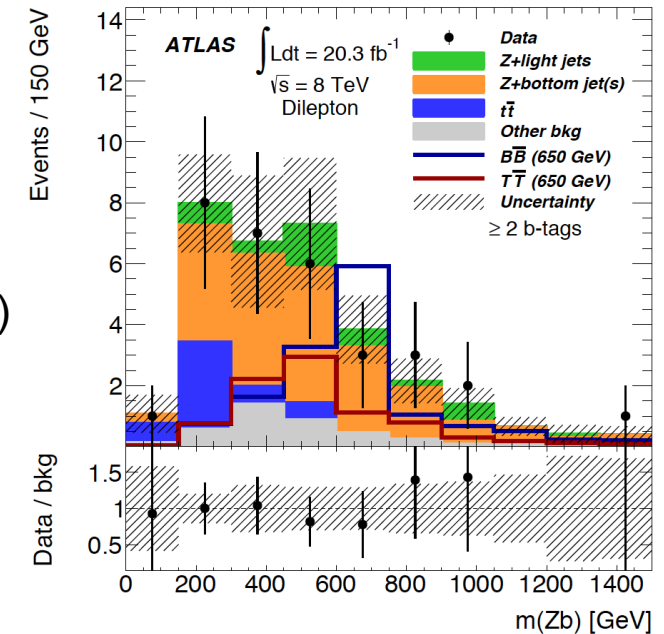 Events / 150 GeV
14
12
10
8
6
4
2
ATLAS
∫Ldt = 20.3 fb⁻¹
√s = 8 TeV
Dilepton
Data
Z+light jets
Z+bottom jet(s)
tt̅
Other bkg
BB̅ (650 GeV)
TT̅ (650 GeV)
Uncertainty
≥ 2 b-tags
)
Data / bkg
1.5
1
0.5
0 200 400 600 800 1000 1200 1400
m(Zb) [GeV]